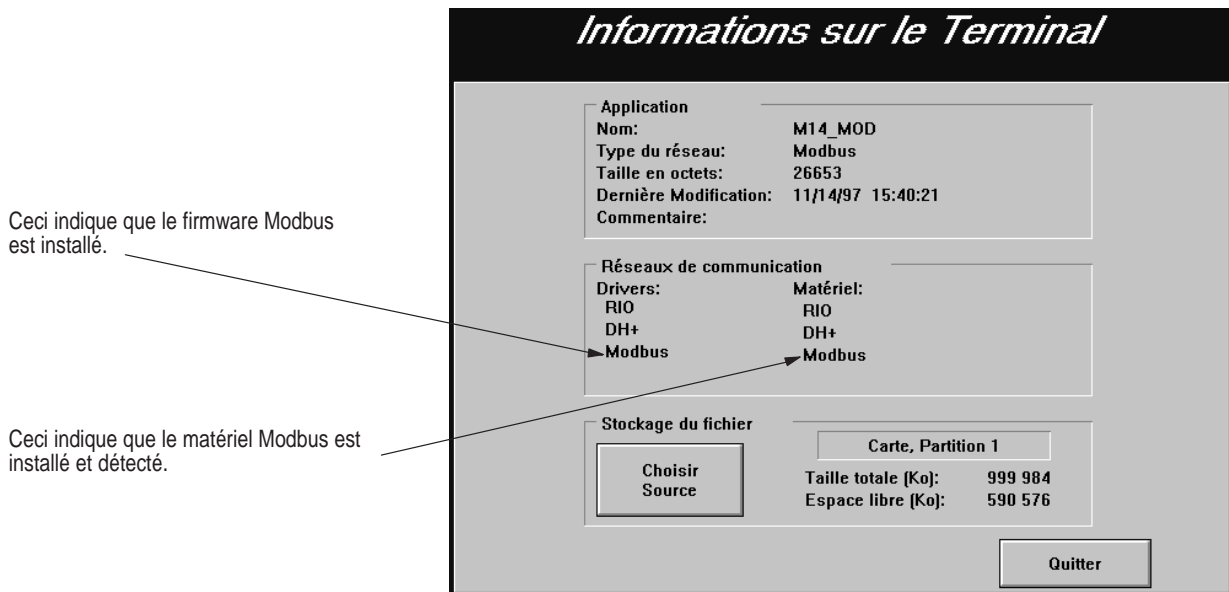 Informations sur le Terminal
Application
Nom: M14_MOD
Type du réseau: Modbus
Taille en octets: 26653
Dernière Modification: 11/14/97 15:40:21
Commentaire:
Ceci indique que le firmware Modbus
est installé.
Réseaux de communication
Drivers: Matériel:
RIO RIO
DH+ DH+
Modbus Modbus
Ceci indique que le matériel Modbus est
installé et détecté.
Stockage du fichier
Choisir
Source
Carte, Partition 1
Taille totale (Ko): 999 984
Espace libre (Ko): 590 576
Quitter